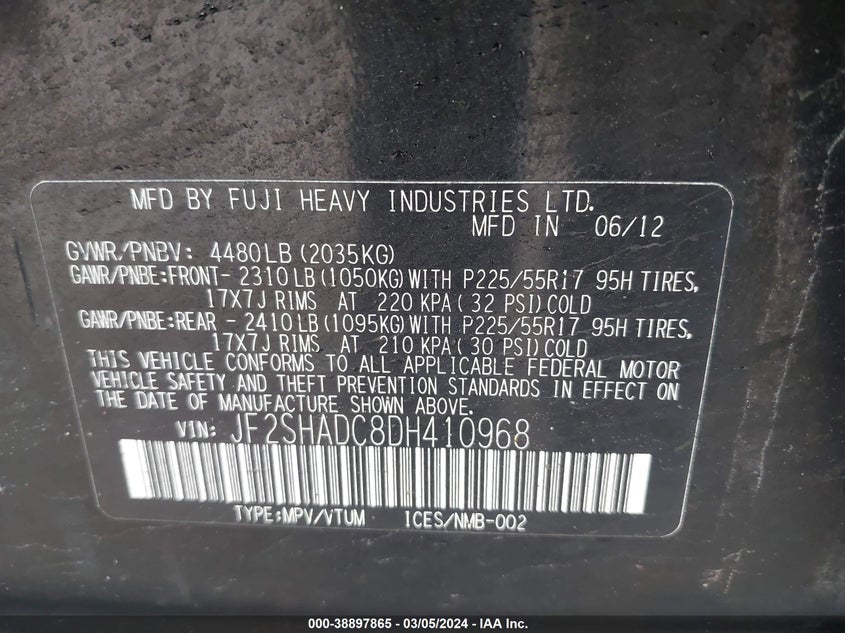 MFD BY FUJI HEAVY INDUSTRIES LTD.
MFD IN 06/12
GVWR/PNBV: 4480LB (2035KG)
GAWR/PNBE:FRONT- 2310LB (1050KG) WITH P225/55R17 95H TIRES,
17X7J RIMS AT 220 KPA( 32 PSI) COLD
GAWR/PNBE:REAR - 2410LB (1095KG) WITH P225/55R17 95H TIRES,
17X7J RIMS AT 210 KPA( 30 PSI) COLD
THIS VEHICLE CONFORMS TO ALL APPLICABLE FEDERAL MOTOR
VEHICLE SAFETY AND THEFT PREVENTION STANDARDS IN EFFECT ON
THE DATE OF MANUFACTURE SHOWN ABOVE.
VIN: JF2SHADC8DH410968
TYPE:MPV/VTUM ICES/NMB-002
000-38897865 - 03/05/2024 - IAA Inc.